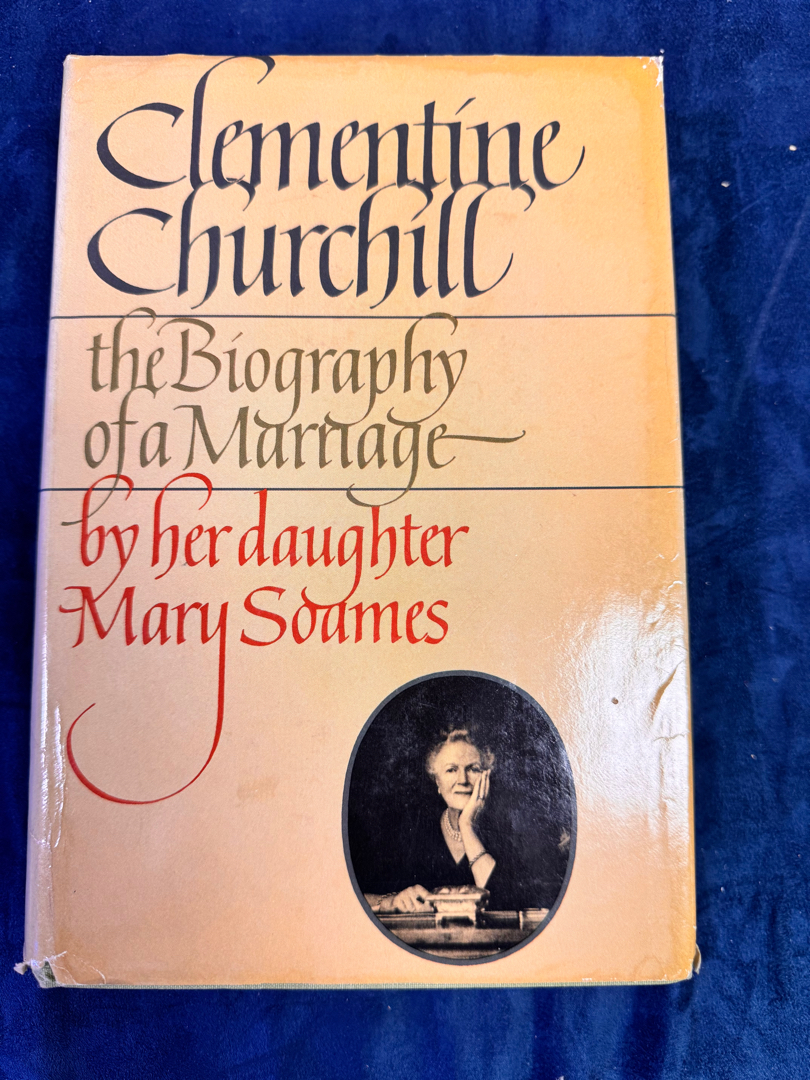 Clementine
Churchill
the Biography
of a Marriage
by her daughter
Mary Soames